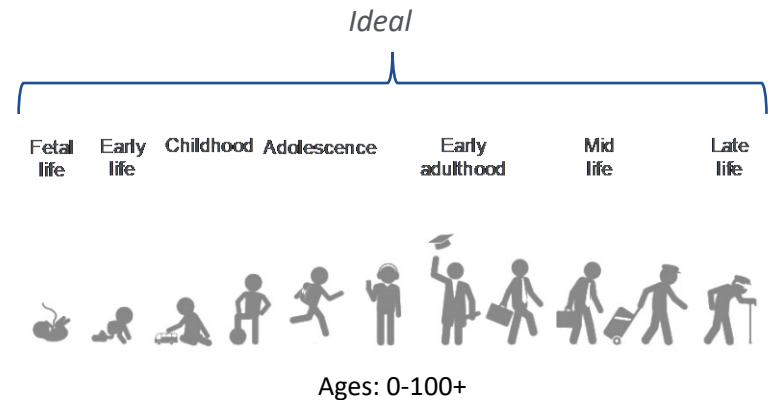 Ideal
Fetal life
Early life
Childhood
Adolescence
Early adulthood
Mid life
Late life
Ages: 0-100+